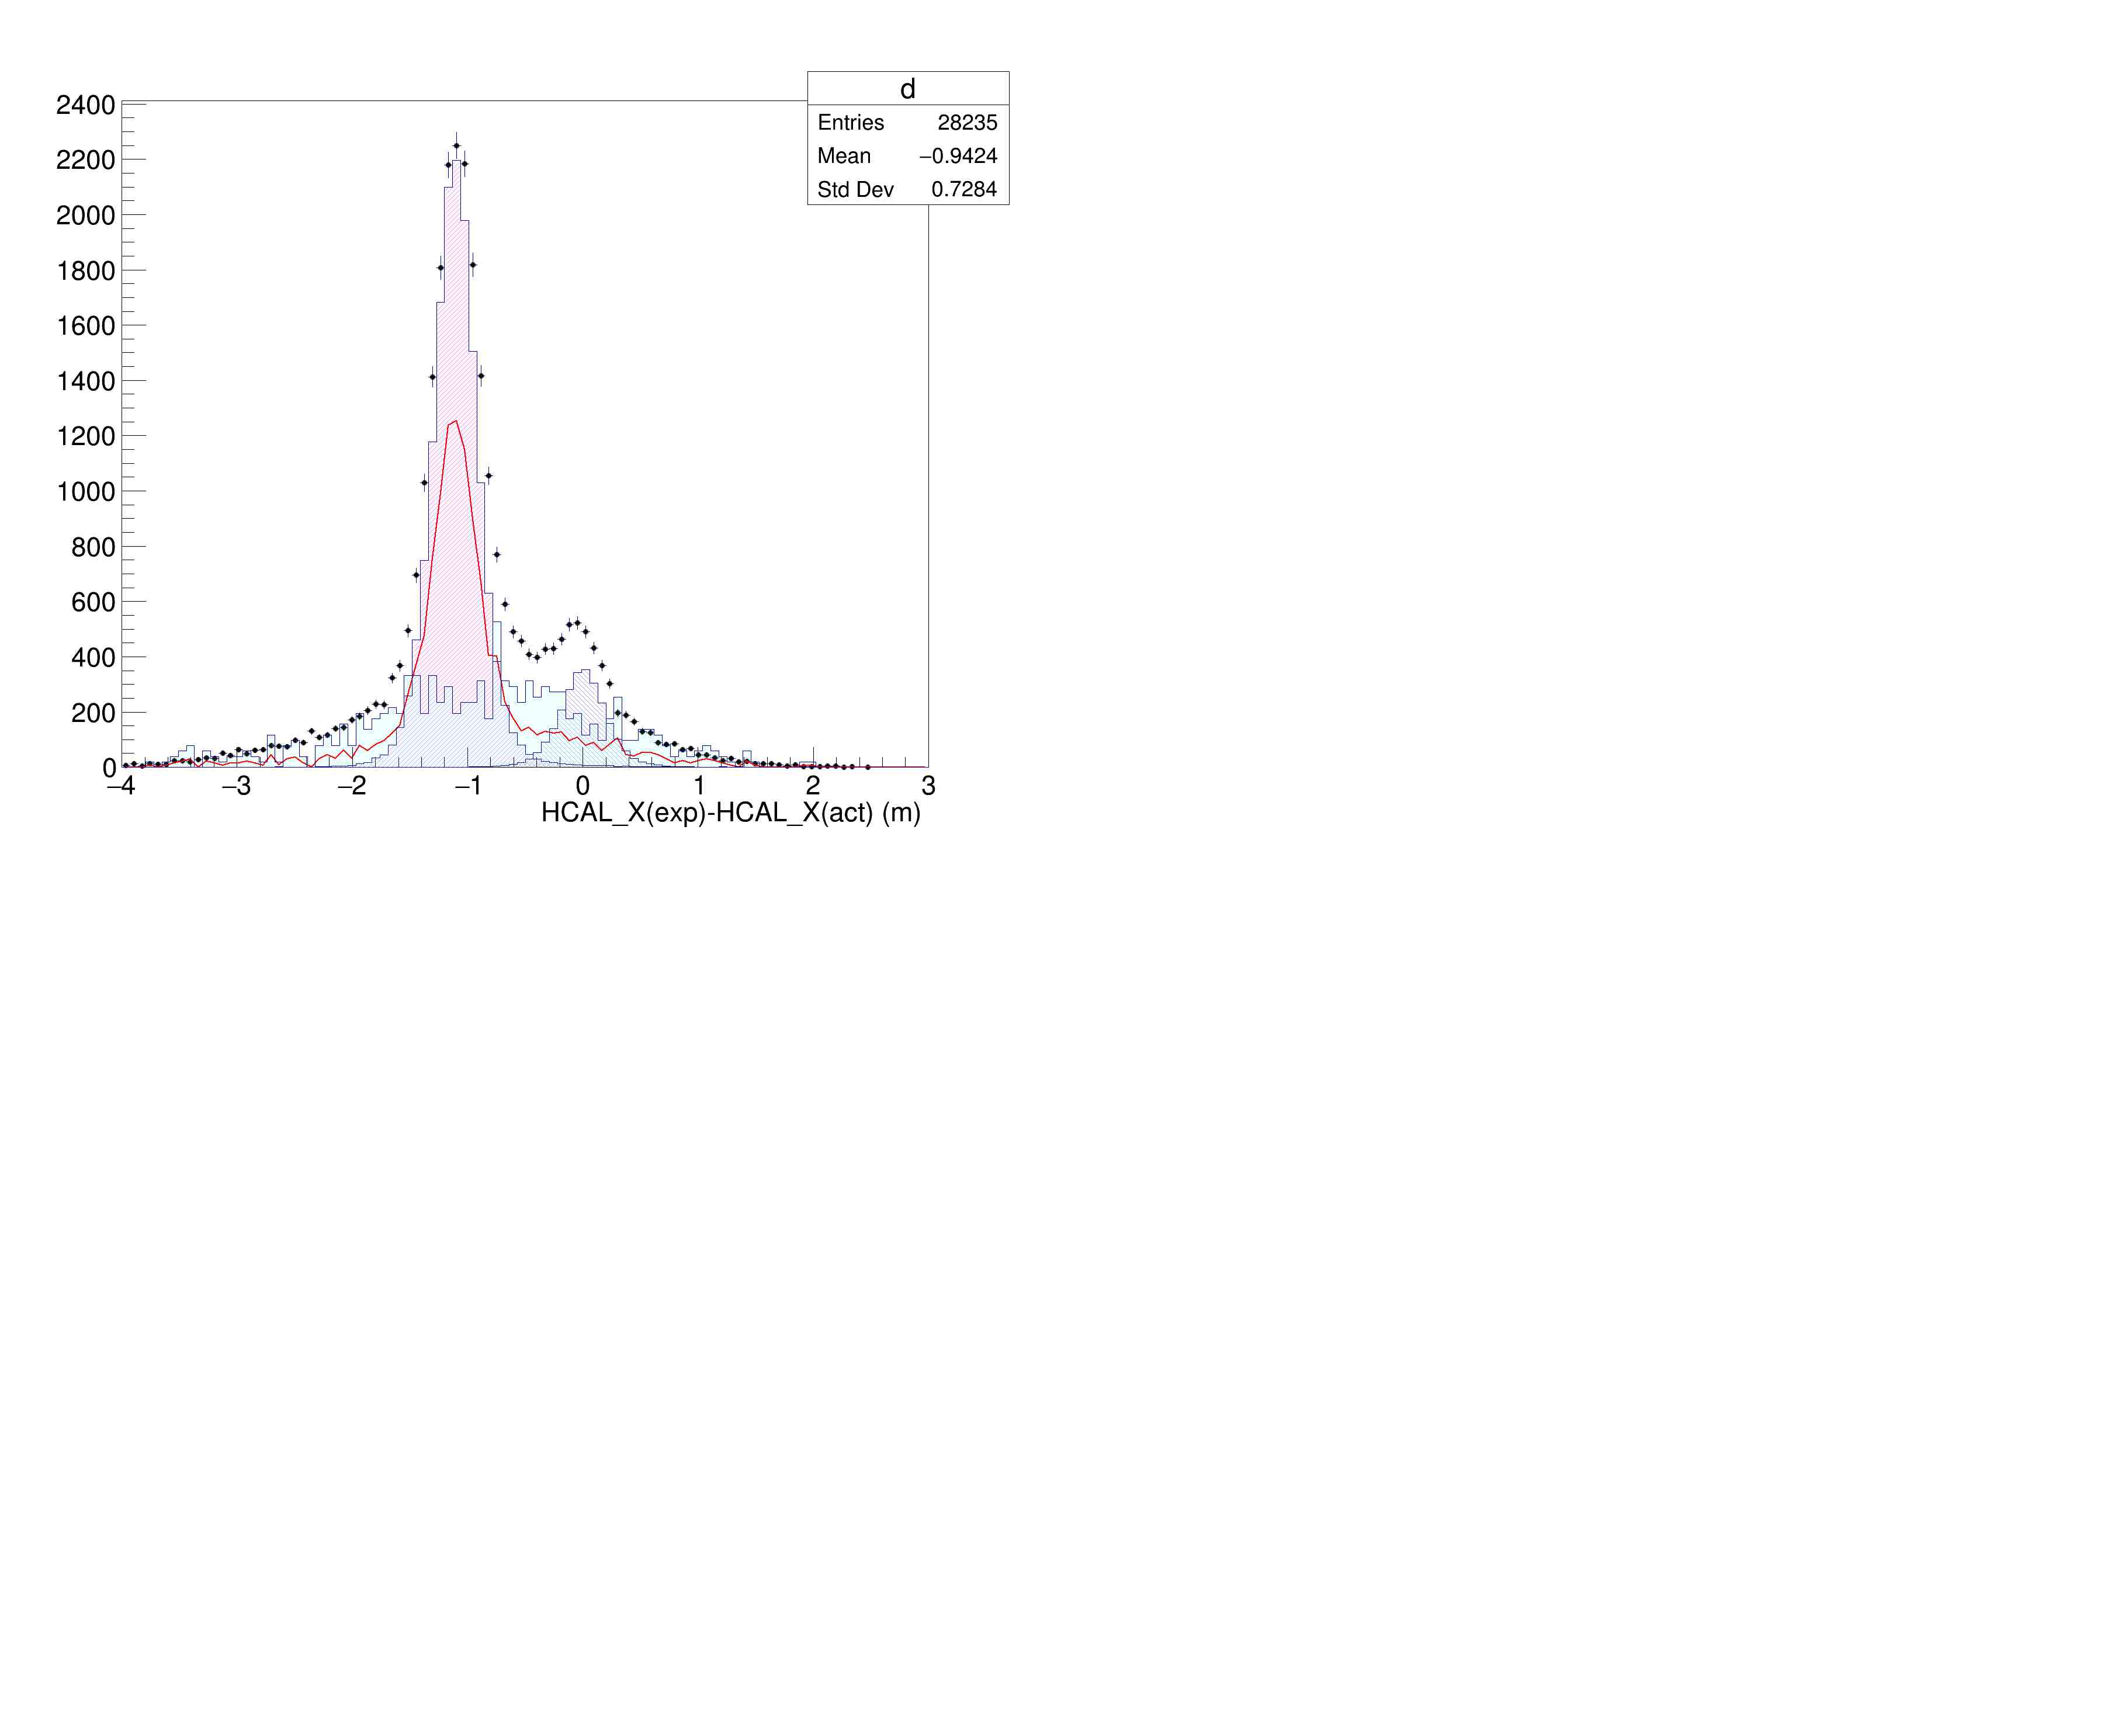 d
Entries 28235
Mean −0.9424
Std Dev 0.7284
2400
2200
2000
1800
1600
1400
1200
1000
800
600
400
200
0
−4 −3 −2 −1 0 1 2 3
HCAL_X(exp)-HCAL_X(act) (m)